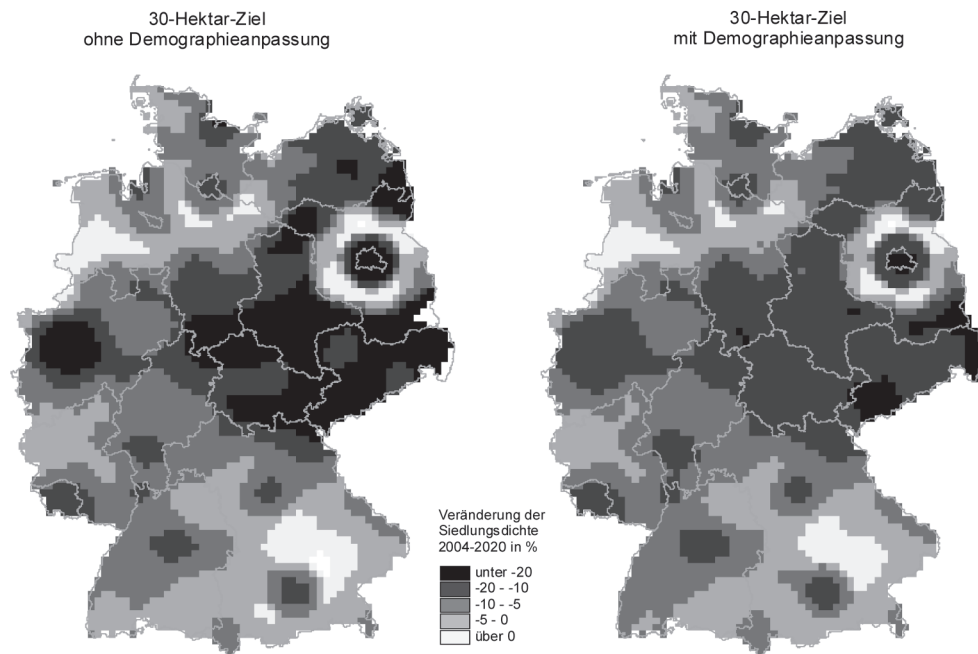 30-Hektar-Ziel
ohne Demographieanpassung
30-Hektar-Ziel
mit Demographieanpassung
Veränderung der
Siedlungsdichte
2004-2020 in %
unter -20
-20 - -10
-10 - -5
-5 - 0
über 0